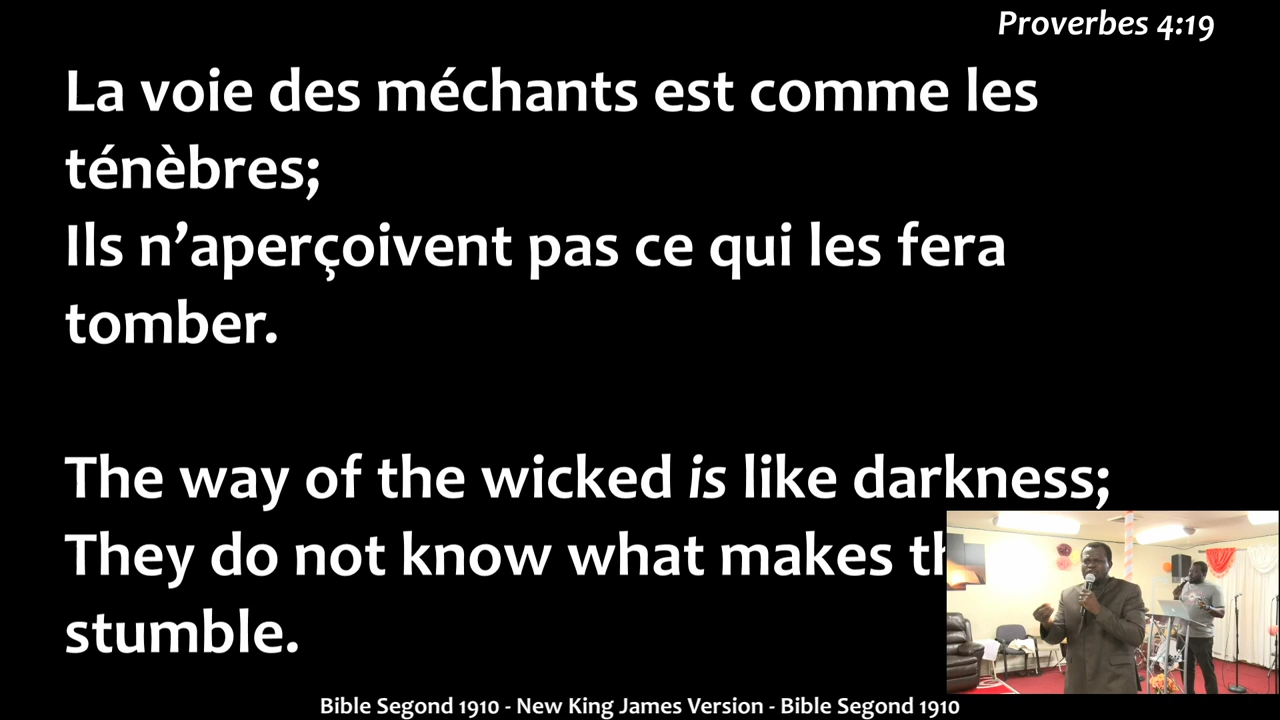 Proverbes 4:19
La voie des méchants est comme les
ténèbres;
Ils n’aperçoivent pas ce qui les fera
tomber.
The way of the wicked is like darkness;
They do not know what makes
stumble.
Bible Segond 1910 - New King James Version - Bible Segond 1910